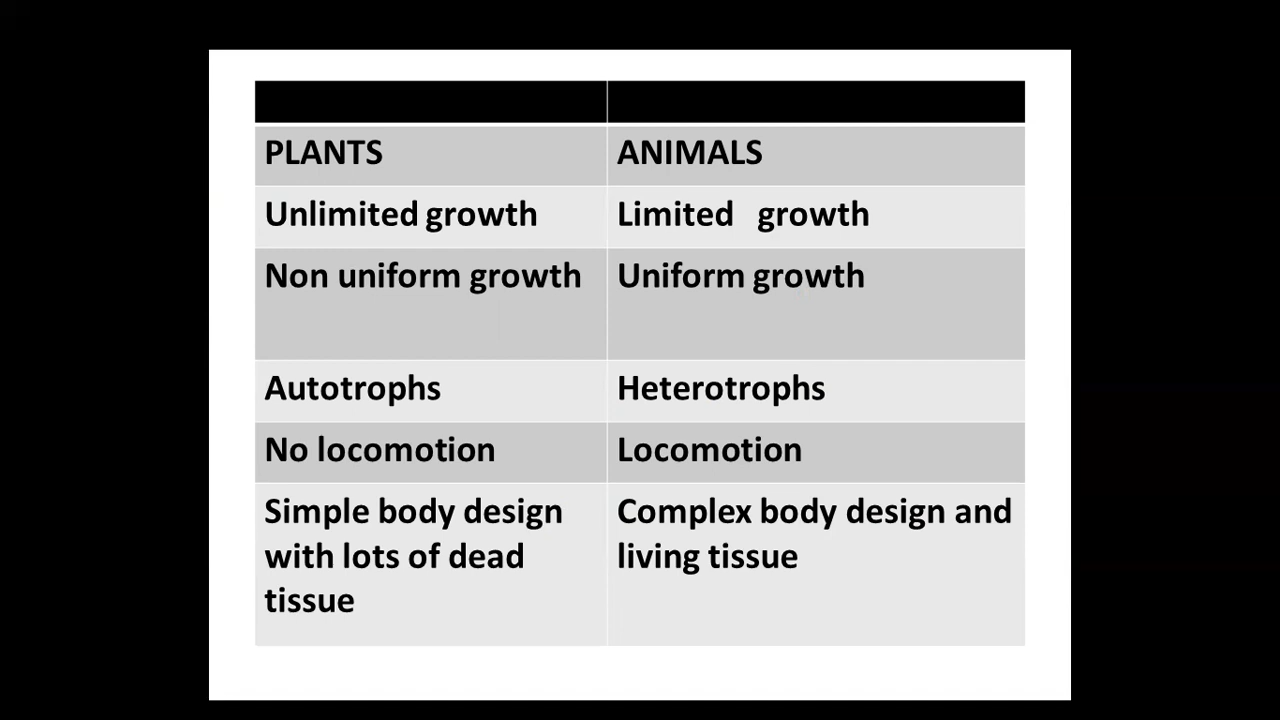 PLANTS
ANIMALS
Unlimited growth
Limited growth
Non uniform growth
Uniform growth
Autotrophs
Heterotrophs
No locomotion
Locomotion
Simple body design
with lots of dead
tissue
Complex body design and
living tissue